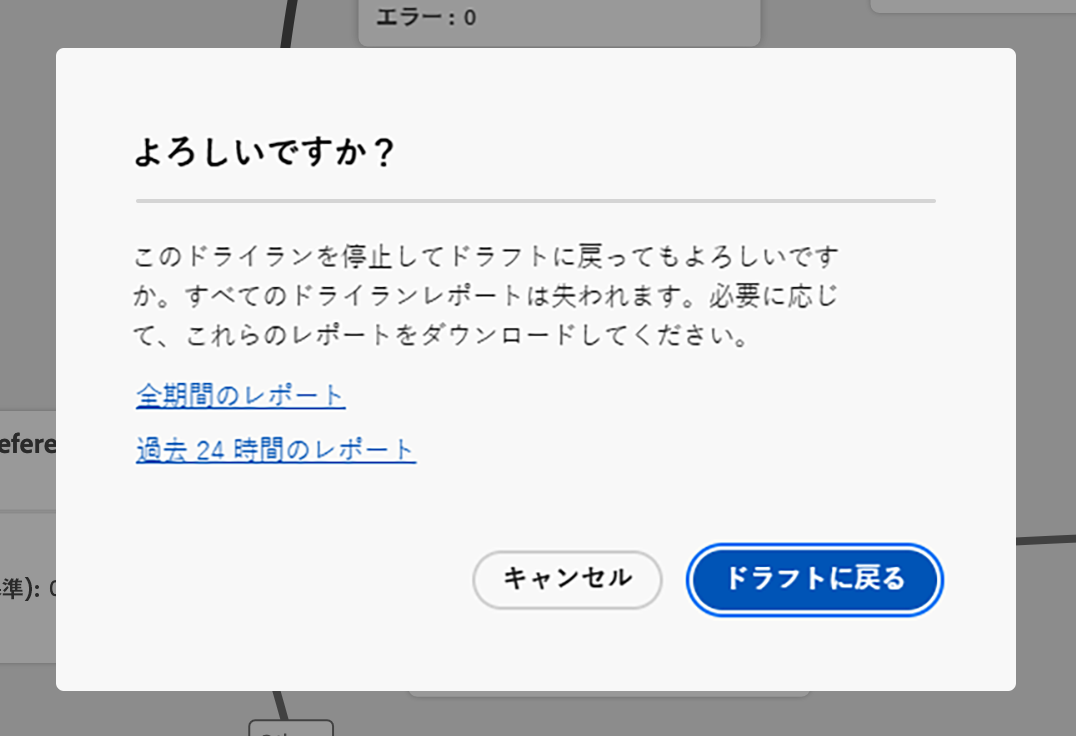 エラー : 0
よろしいですか？
このドライランを停止してドラフトに戻ってもよろしいです
か。すべてのドライランレポートは失われます。必要に応じ
て、これらのレポートをダウンロードしてください。
全期間のレポート
過去 24 時間のレポート
efere
準): 0
キャンセル
ドラフトに戻る